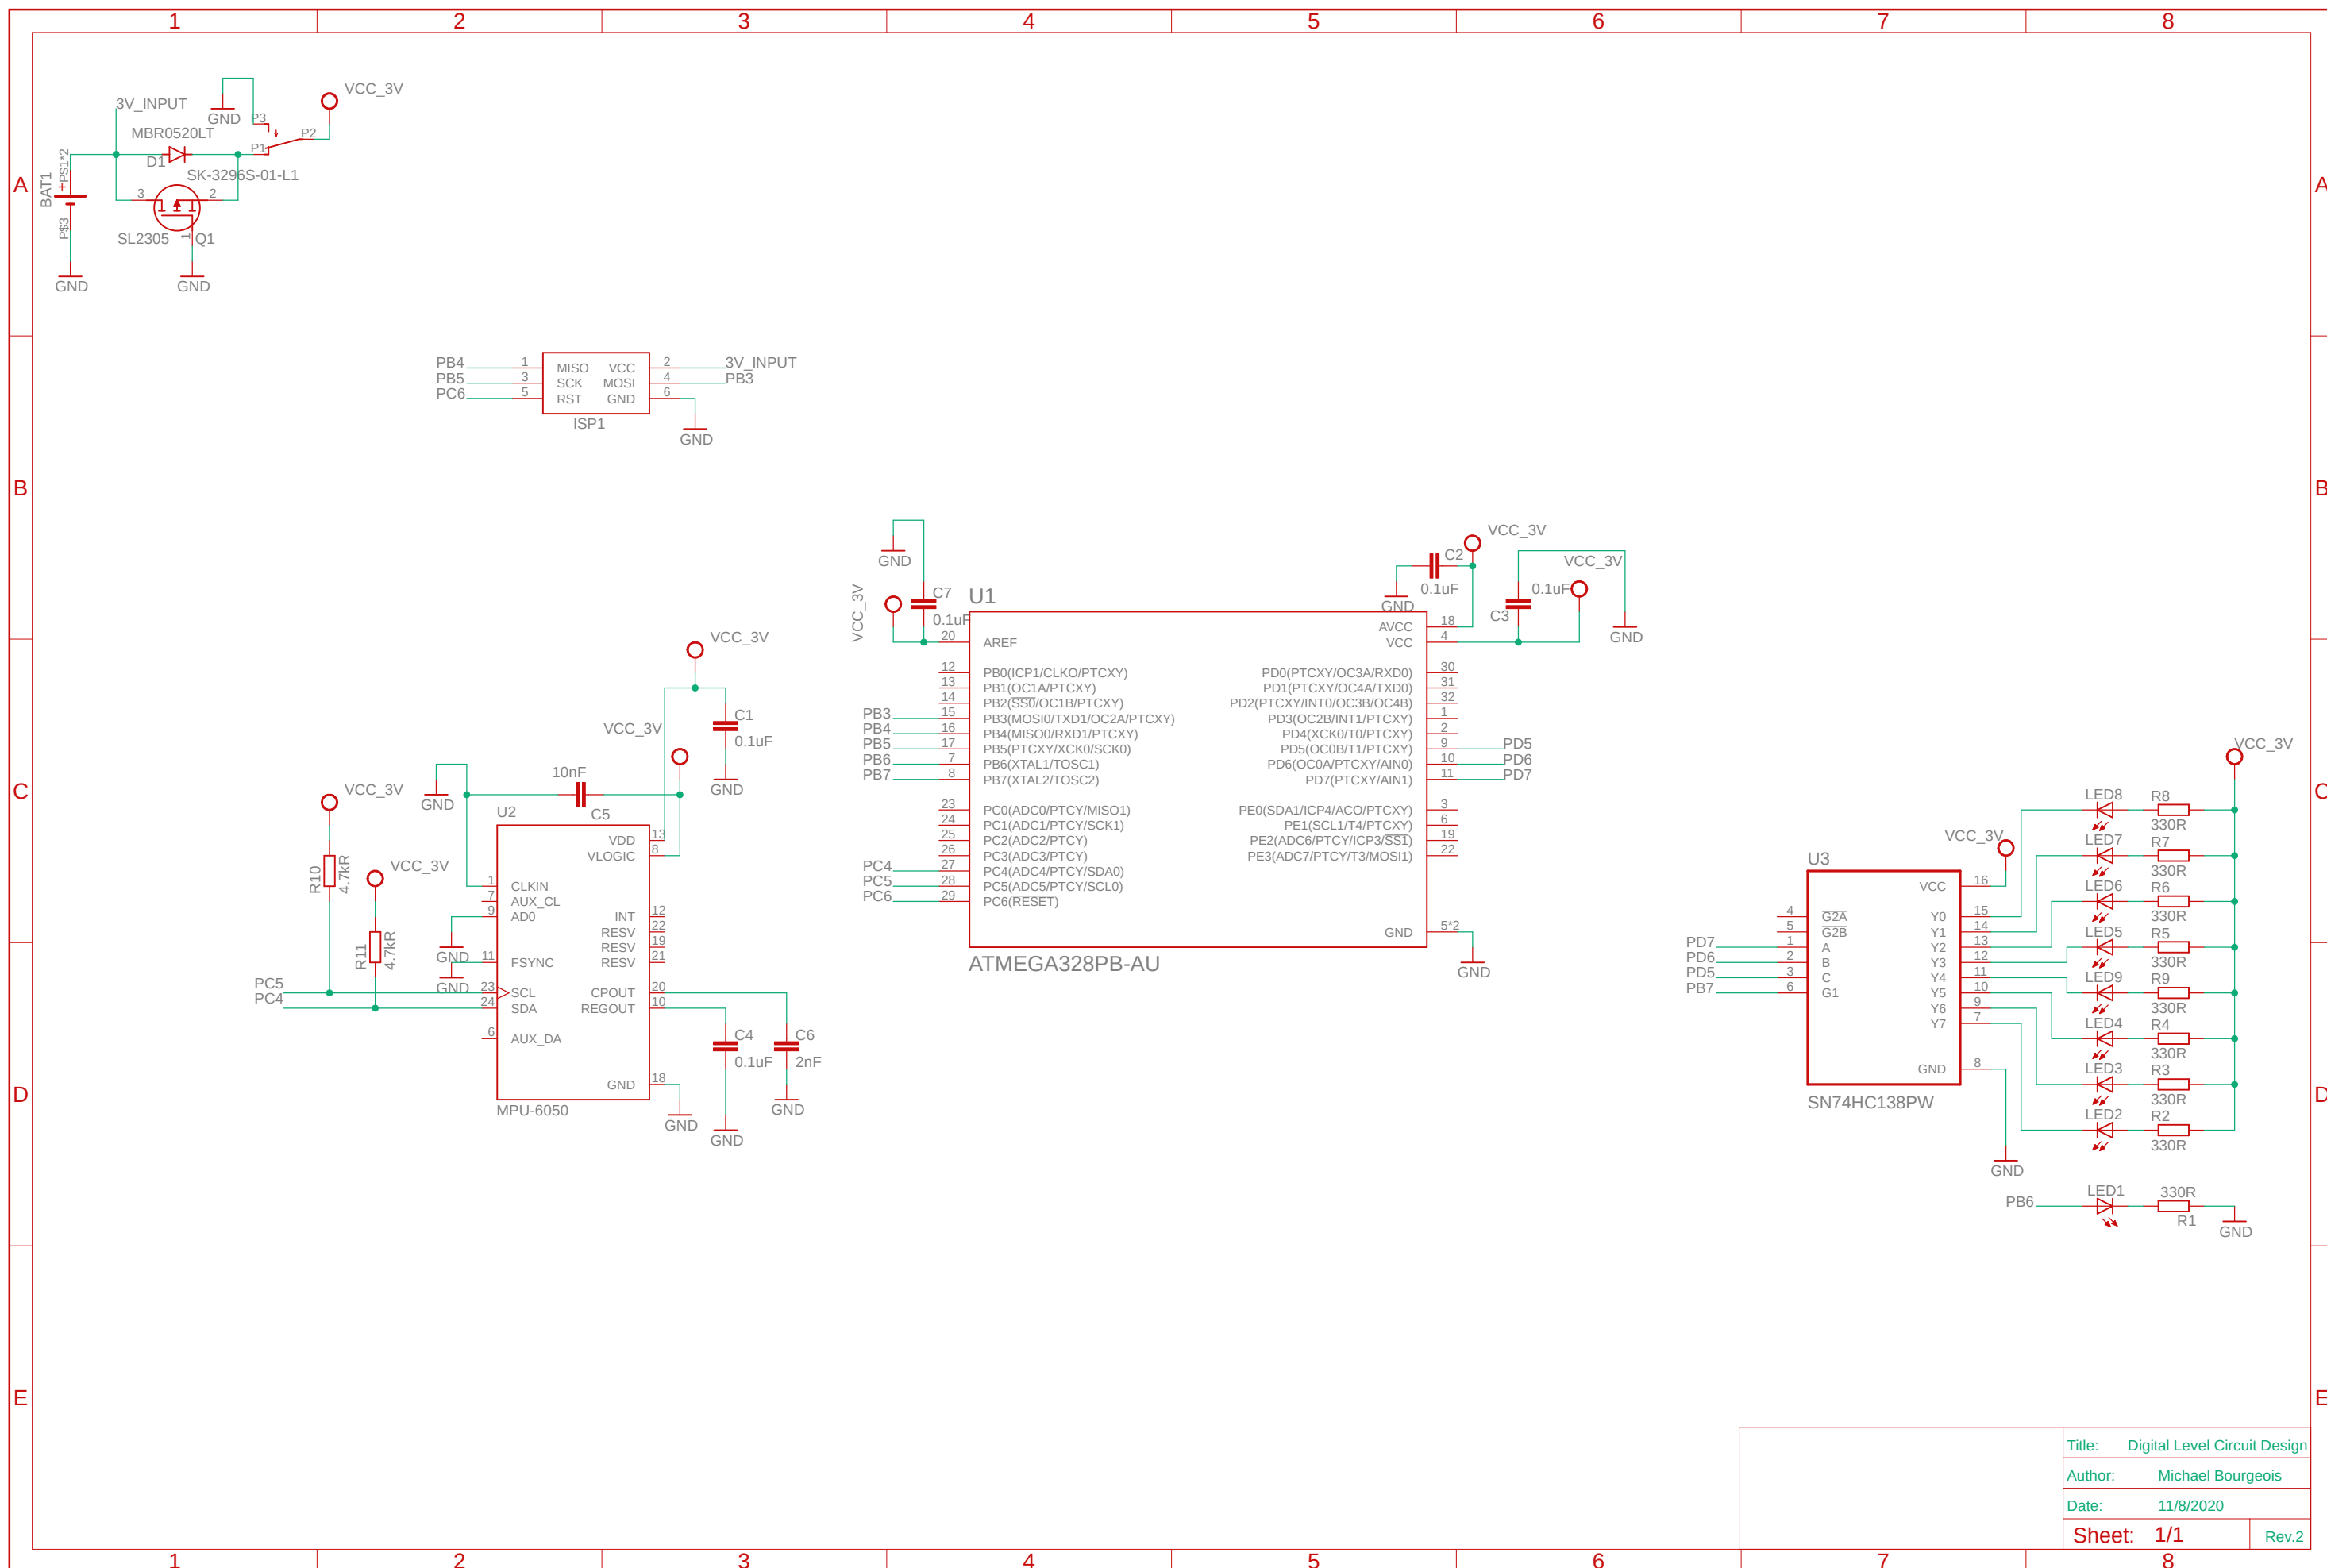 1 2 3 4 5 6 7 8
A A
B B
C C
D D
E E
3V_INPUT
GND
P3
VCC_3V
MBR0520LT
P2
P1
D1
SK-3296S-01-L1
BAT1
+
P$1*2
P$3
3
2
1
SL2305
Q1
GND
GND
PB4 1 MISO VCC 2 3V_INPUT
PB5 3 SCK MOSI 4 PB3
PC6 5 RST GND 6
ISP1
GND
VCC_3V
C1
0.1uF
GND
VCC_3V
10nF
C5
GND
VCC_3V
R10
4.7kR
VCC_3V
R11
4.7kR
U2
VDD 13
VLOGIC 8
1 CLKIN
7 AUX_CL
9 AD0 INT 12
RESV 22
RESV 19
11 FSYNC RESV 21
GND
GND
PC5 23 SCL CPOUT 20
PC4 24 SDA REGOUT 10
6 AUX_DA
GND 18
MPU-6050
C4
0.1uF
C6
2nF
GND
GND
GND
GND
VCC_3V
C7
0.1uF
U1
C2
0.1uF
GND
VCC_3V
VCC_3V
0.1uF
C3
GND
AVCC 18
20 AREF VCC 4
12 PB0(ICP1/CLKO/PTCXY) PD0(PTCXY/OC3A/RXD0) 30
13 PB1(OC1A/PTCXY) PD1(PTCXY/OC4A/TXD0) 31
14 PB2(SS0/OC1B/PTCXY) PD2(PTCXY/INT0/OC3B/OC4B) 32
PB3 15 PB3(MOSI0/TXD1/OC2A/PTCXY) PD3(OC2B/INT1/PTCXY) 1
PB4 16 PB4(MISO0/RXD1/PTCXY) PD4(XCK0/T0/PTCXY) 2
PB5 17 PB5(PTCXY/XCK0/SCK0) PD5(OC0B/T1/PTCXY) 9 PD5
PB6 7 PB6(XTAL1/TOSC1) PD6(OC0A/PTCXY/AIN0) 10 PD6
PB7 8 PB7(XTAL2/TOSC2) PD7(PTCXY/AIN1) 11 PD7
23 PC0(ADC0/PTCY/MISO1) PE0(SDA1/ICP4/ACO/PTCXY) 3
24 PC1(ADC1/PTCY/SCK1) PE1(SCL1/T4/PTCXY) 6
25 PC2(ADC2/PTCY) PE2(ADC6/PTCY/ICP3/SS1) 19
26 PC3(ADC3/PTCY) PE3(ADC7/PTCY/T3/MOSI1) 22
PC4 27 PC4(ADC4/PTCY/SDA0)
PC5 28 PC5(ADC5/PTCY/SCL0)
PC6 29 PC6(RESET)
GND 5*2
ATMEGA328PB-AU
GND
VCC_3V
U3
VCC 16
4 G2A Y0 15
5 G2B Y1 14
PD7 1 A Y2 13
PD6 2 B Y3 12
PD5 3 C Y4 11
PB7 6 G1 Y5 10
Y6 9
Y7 7
GND 8
SN74HC138PW
GND
VCC_3V
LED8 R8
330R
LED7 R7
330R
LED6 R6
330R
LED5 R5
330R
LED9 R9
330R
LED4 R4
330R
LED3 R3
330R
LED2 R2
330R
PB6 LED1 330R
R1
GND
Title: Digital Level Circuit Design
Author: Michael Bourgeois
Date: 11/8/2020
Sheet: 1/1 Rev.2
1 2 3 4 5 6 7 8